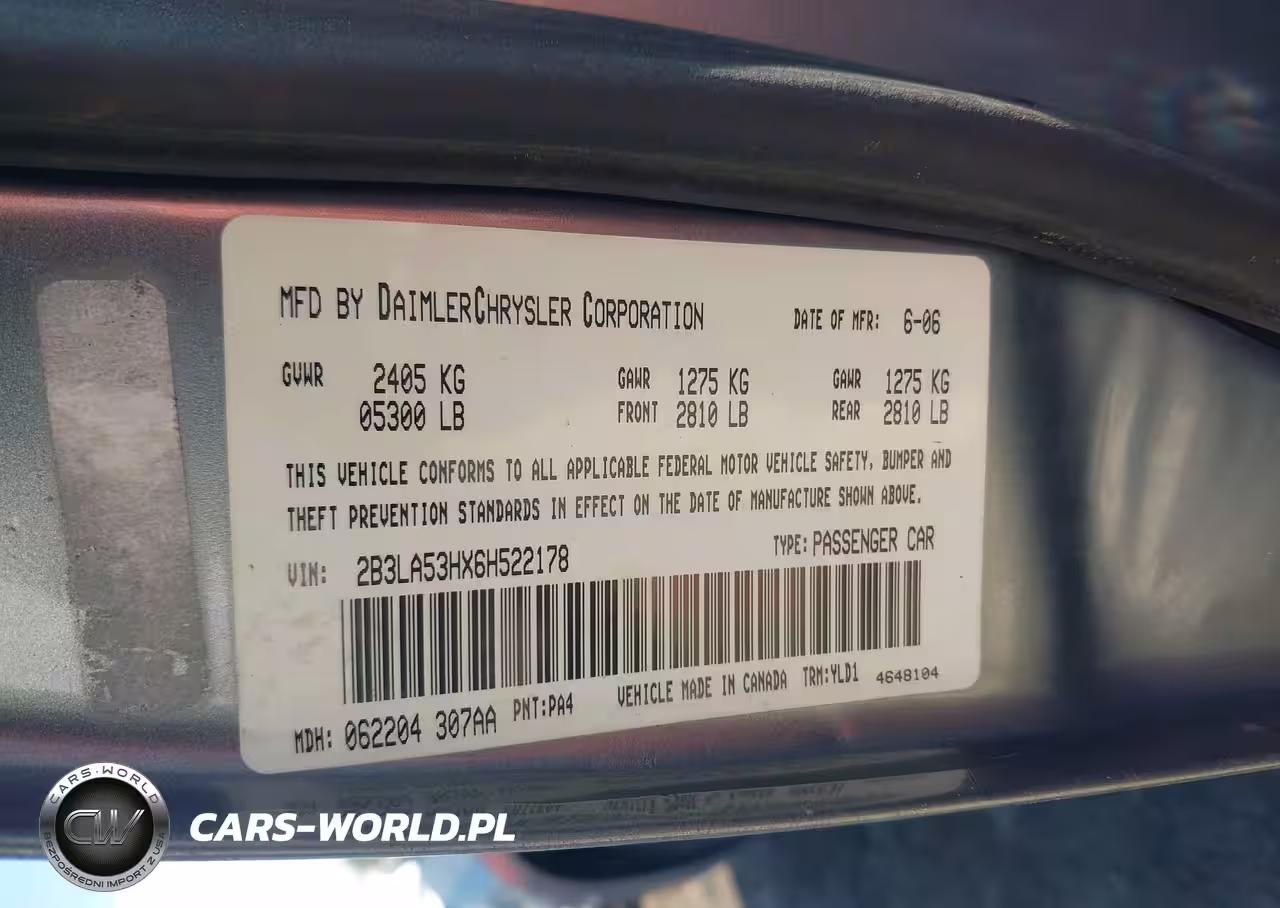 MFD BY DAIMLERCHRYSLER CORPORATION DATE OF MFR: 6-06
GVWR 2405 KG GAWR 1275 KG GAWR 1275 KG
05300 LB FRONT 2810 LB REAR 2810 LB
THIS VEHICLE CONFORMS TO ALL APPLICABLE FEDERAL MOTOR VEHICLE SAFETY, BUMPER AND
THEFT PREVENTION STANDARDS IN EFFECT ON THE DATE OF MANUFACTURE SHOWN ABOVE.
VIN: 2B3LA53HX6H522178 TYPE: PASSENGER CAR
MDH: 062204 307AA PNT:PA4 VEHICLE MADE IN CANADA TRM:YLD1 4648104
CARS-WORLD
CW
BEZPOŚREDNI IMPORT Z USA
CARS-WORLD.PL